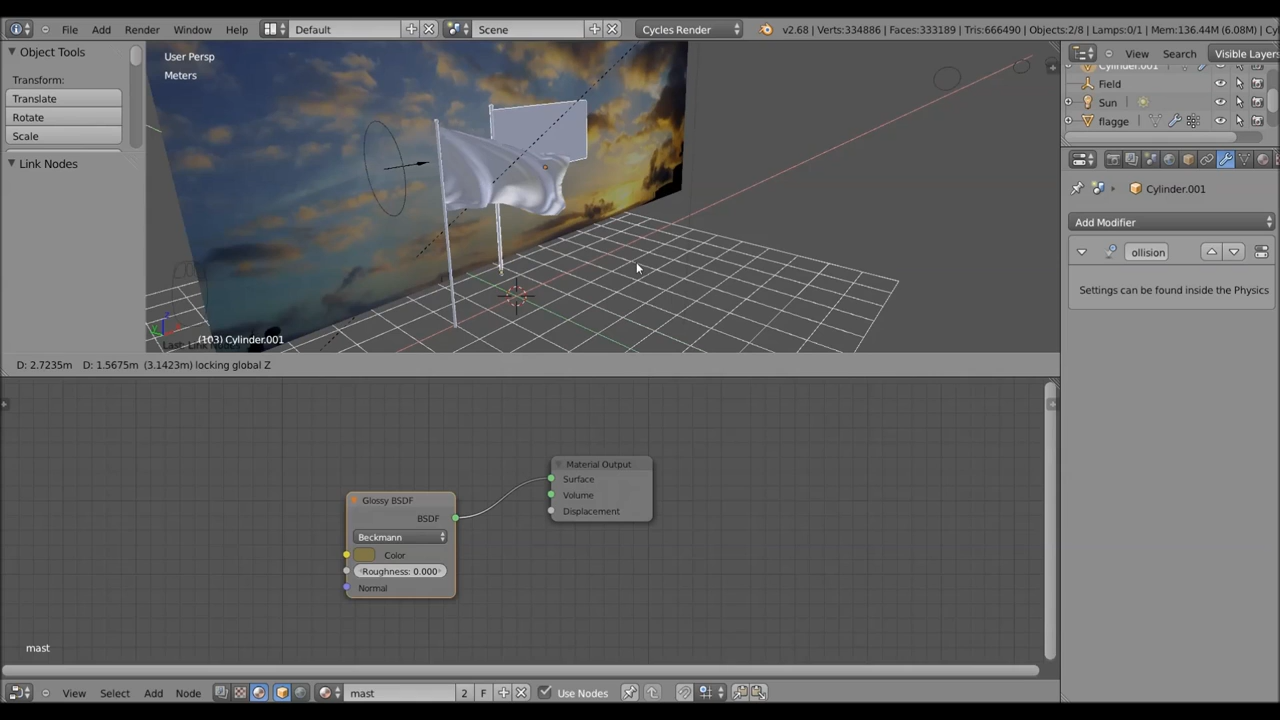 File Add Render Window Help Default Scene Cycles Render v2.68 | Verts:334886 | Faces:333189 | Tris:666490 | Objects:2/8 | Lamps:0/1 | Mem:136.44M (6.08M) | Cy
Object Tools
Transform:
Translate
Rotate
Scale
Link Nodes
User Persp
Meters
(103) Cylinder.001
D: 2.7235m D: 1.5675m (3.1423m) locking global Z
View Search Visible Layers
Cylinder.001
Field
Sun
flagge
Cylinder.001
Add Modifier
ollision
Settings can be found inside the Physics
Material Output
Surface
Volume
Displacement
Glossy BSDF
BSDF
Beckmann
Color
Roughness: 0.000
Normal
mast
View Select Add Node mast 2 F Use Nodes